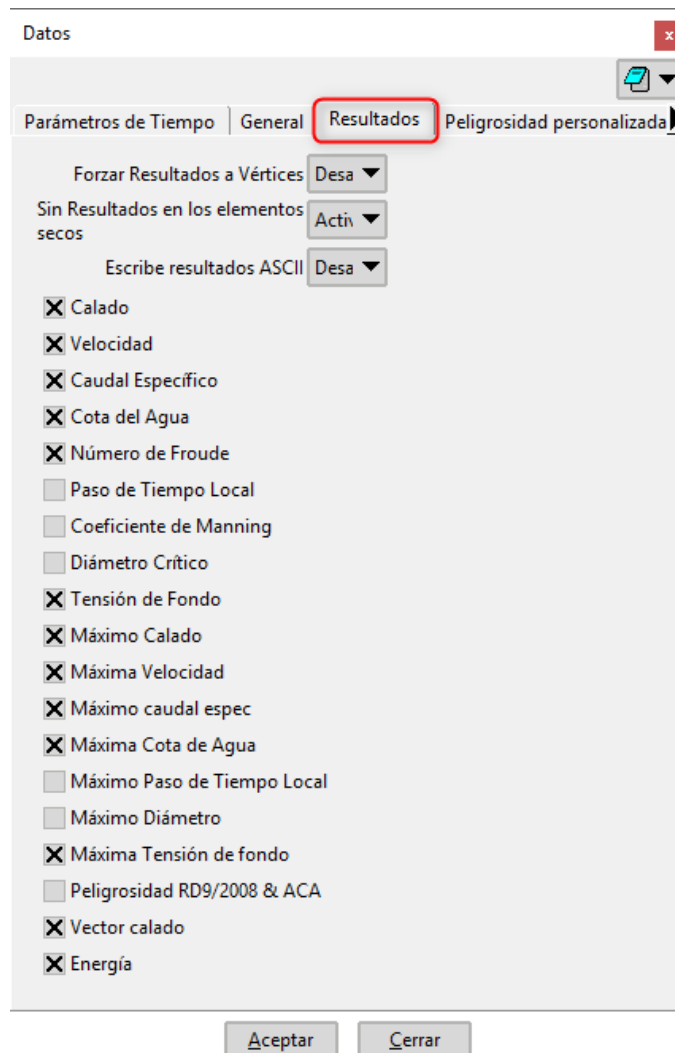 Datos
x
Parámetros de Tiempo General Resultados Peligrosidad personalizada
Forzar Resultados a Vértices Desa
Sin Resultados en los elementos
secos Activ
Escribe resultados ASCII Desa
Calado
Velocidad
Caudal Específico
Cota del Agua
Número de Froude
Paso de Tiempo Local
Coeficiente de Manning
Diámetro Crítico
Tensión de Fondo
Máximo Calado
Máxima Velocidad
Máximo caudal espec
Máxima Cota de Agua
Máximo Paso de Tiempo Local
Máximo Diámetro
Máxima Tensión de fondo
Peligrosidad RD9/2008 & ACA
Vector calado
Energía
Aceptar Cerrar